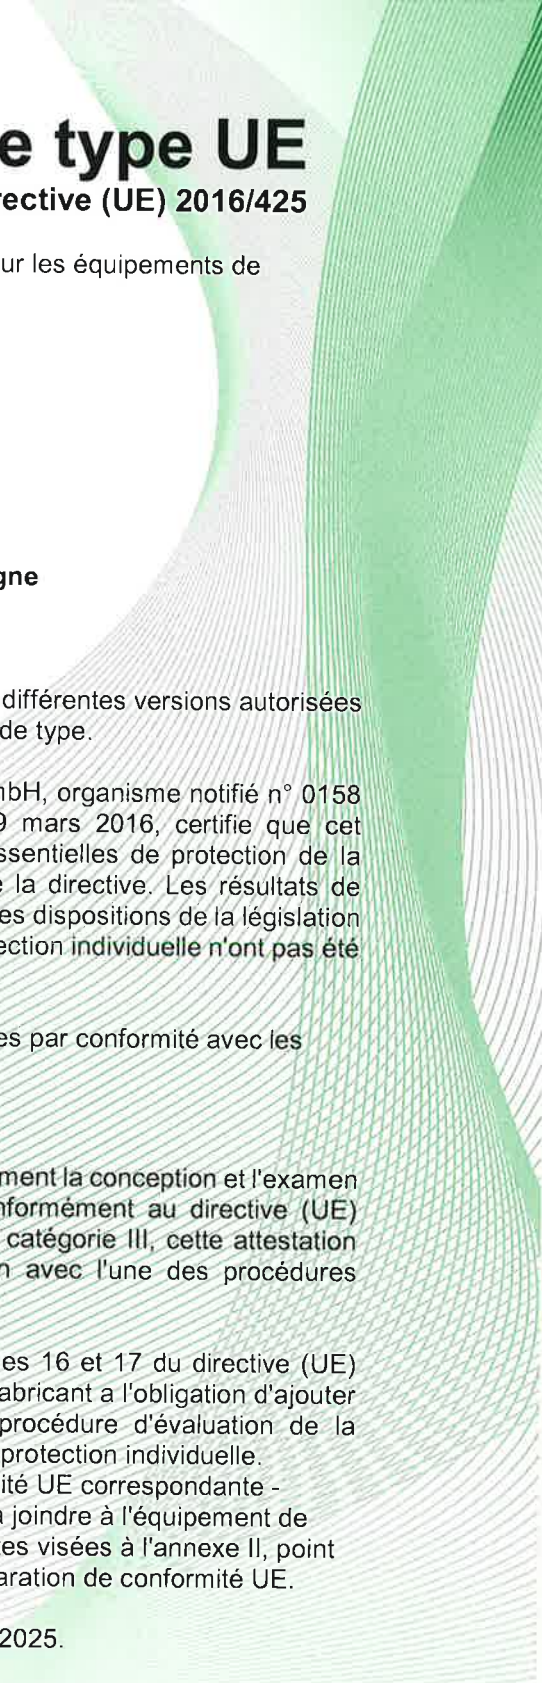 e type UE
rective (UE) 2016/425
ur les équipements de
gne
différentes versions autorisées
de type.
nbH, organisme notifié n° 0158
9 mars 2016, certifie que cet
ssentielles de protection de la
e la directive. Les résultats de
es dispositions de la législation
ection individuelle n'ont pas été
es par conformité avec les
ment la conception et l'examen
nformément au directive (UE)
catégorie III, cette attestation
n avec l'une des procédures
es 16 et 17 du directive (UE)
abricant a l'obligation d'ajouter
procédure d'évaluation de la
protection individuelle.
ité UE correspondante -
à joindre à l'équipement de
es visées à l'annexe II, point
aration de conformité UE.
2025.